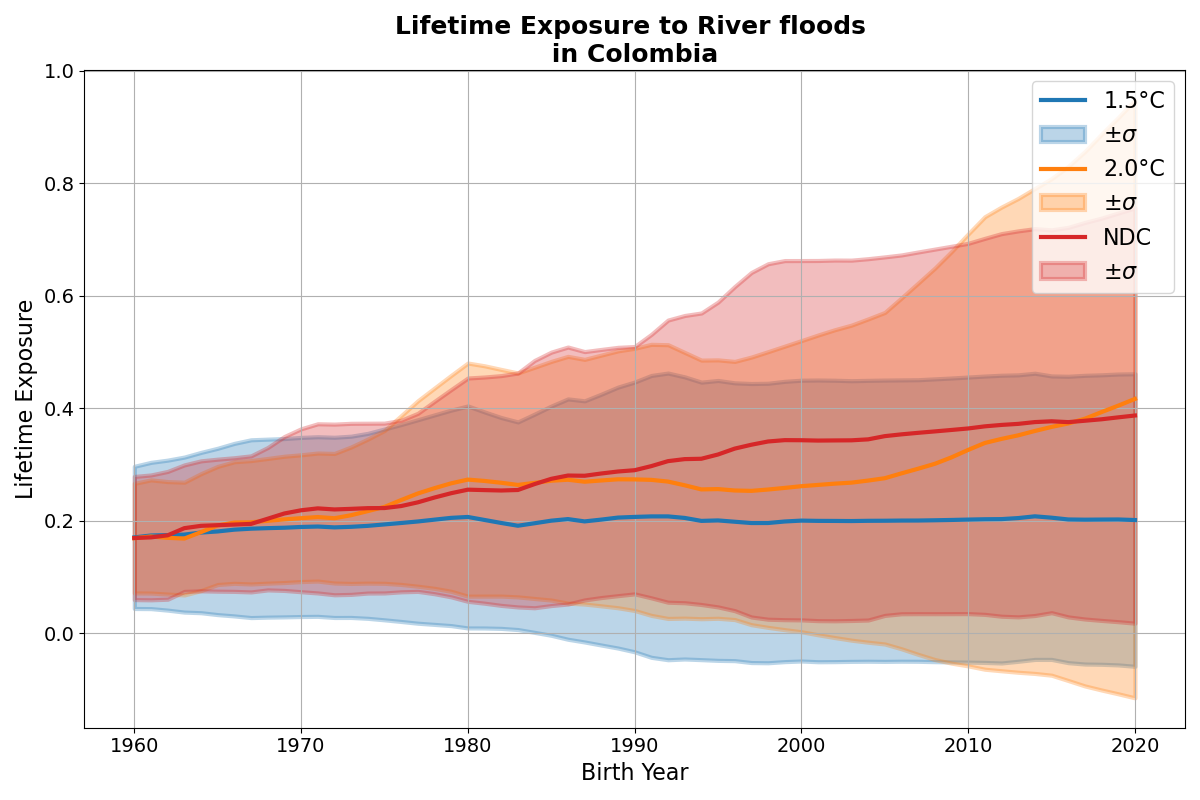 Lifetime Exposure to River floods
in Colombia
1.0
0.8
0.6
0.4
0.2
0.0
Lifetime Exposure
1960
1970
1980
1990
2000
2010
2020
Birth Year
1.5°C
±σ
2.0°C
±σ
NDC
±σ